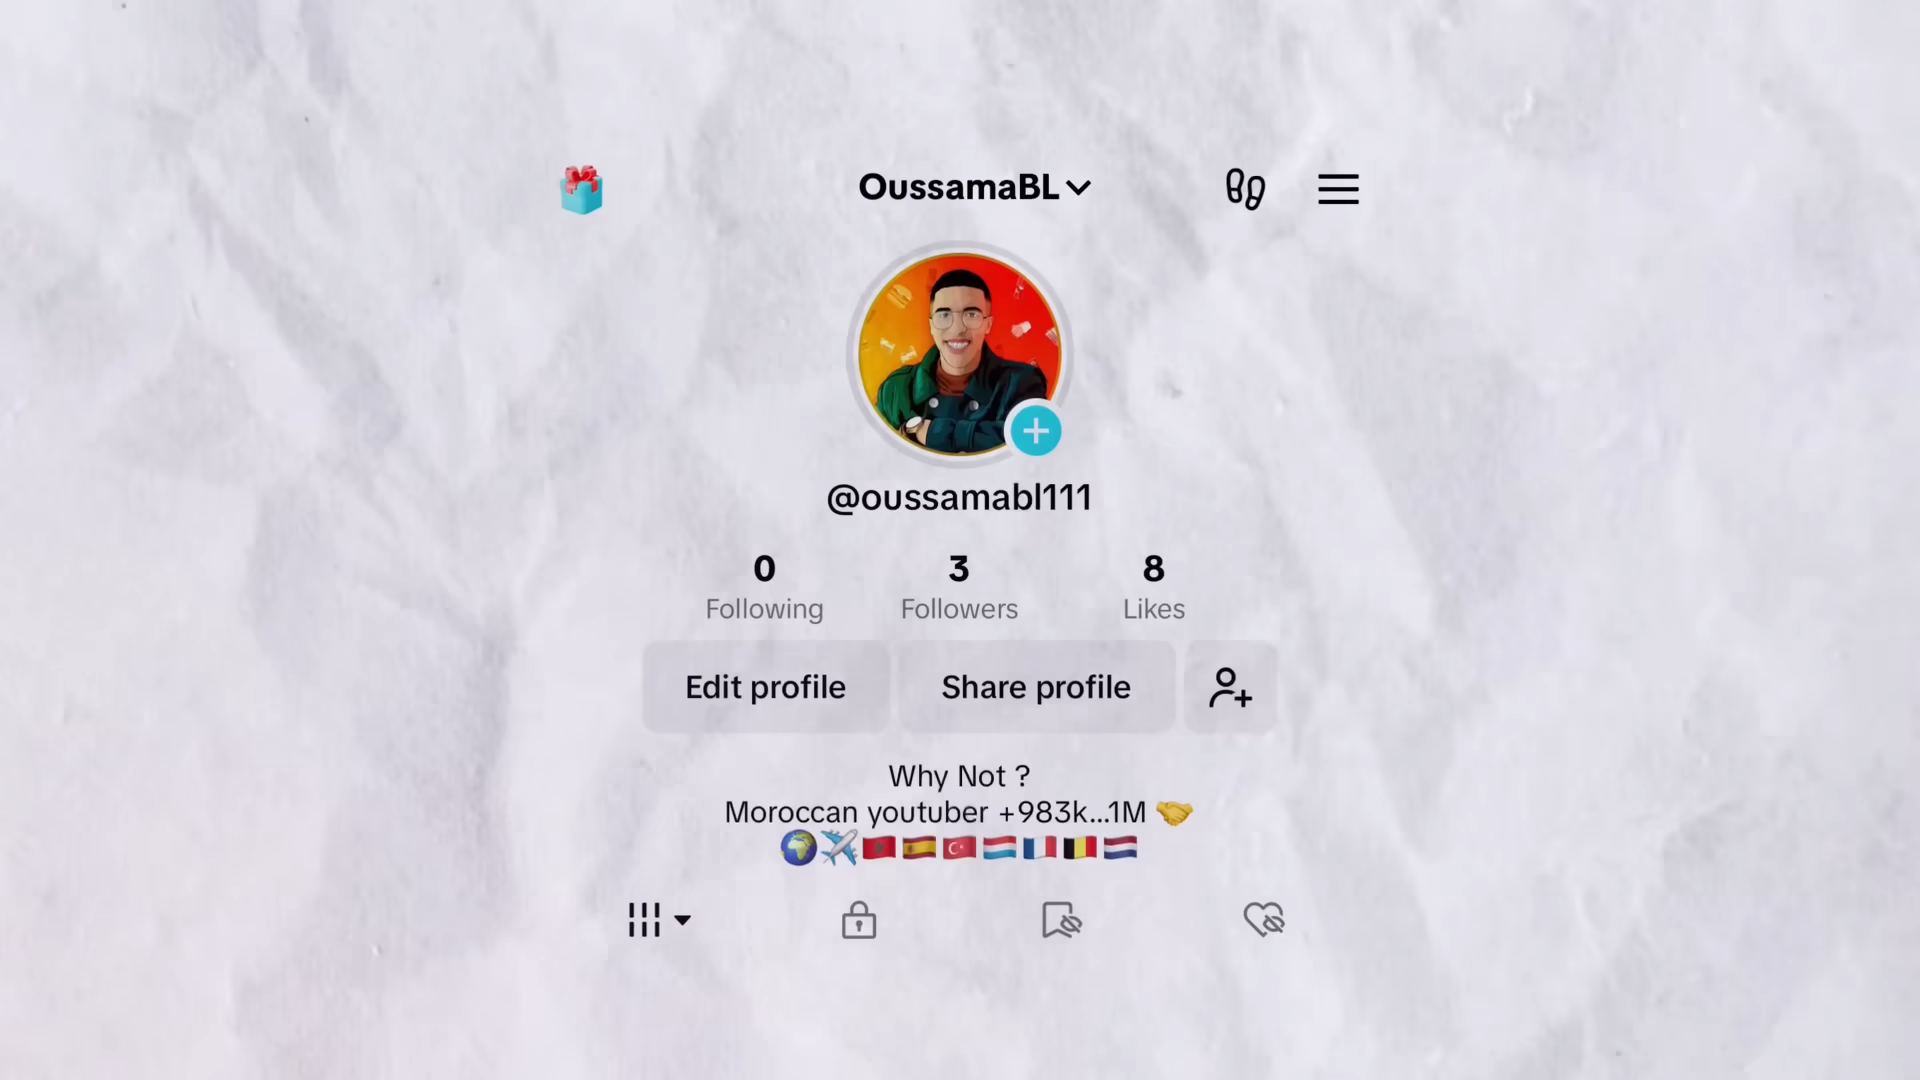 OussamaBL
@oussamabl111
0 3 8
Following Followers Likes
Edit profile Share profile
Why Not ?
Moroccan youtuber +983k...1M 🤝
🌍✈️🇲🇦🇪🇸🇹🇷🇱🇺🇫🇷🇧🇪🇳🇱